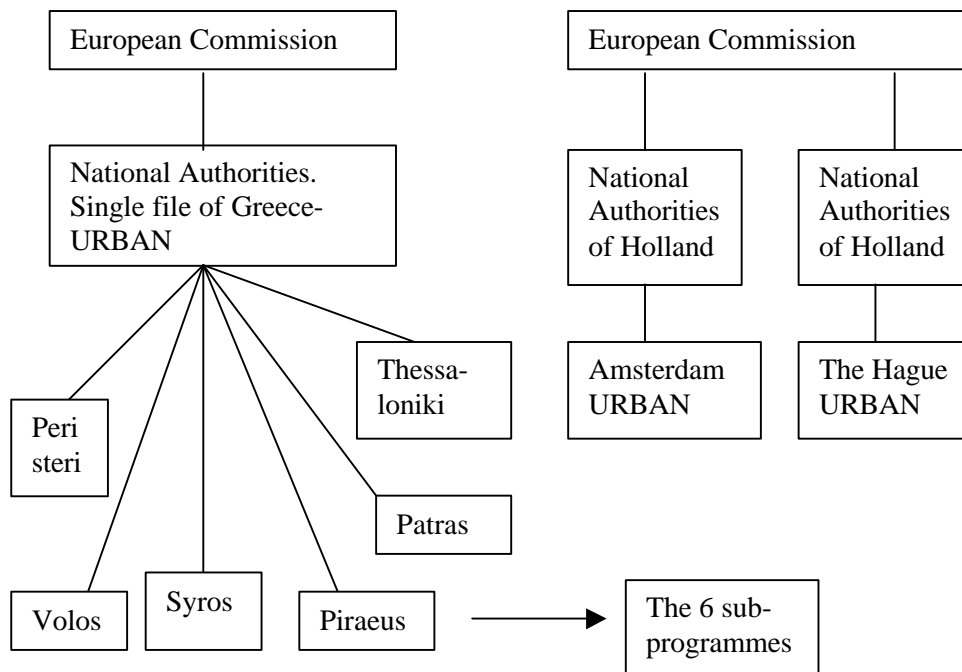 European Commission
National Authorities.
Single file of Greece-
URBAN
Peri
steri
Volos
Syros
Piraeus
Patras
Thessa-
loniki
The 6 sub-
programmes
European Commission
National
Authorities
of Holland
Amsterdam
URBAN
National
Authorities
of Holland
The Hague
URBAN